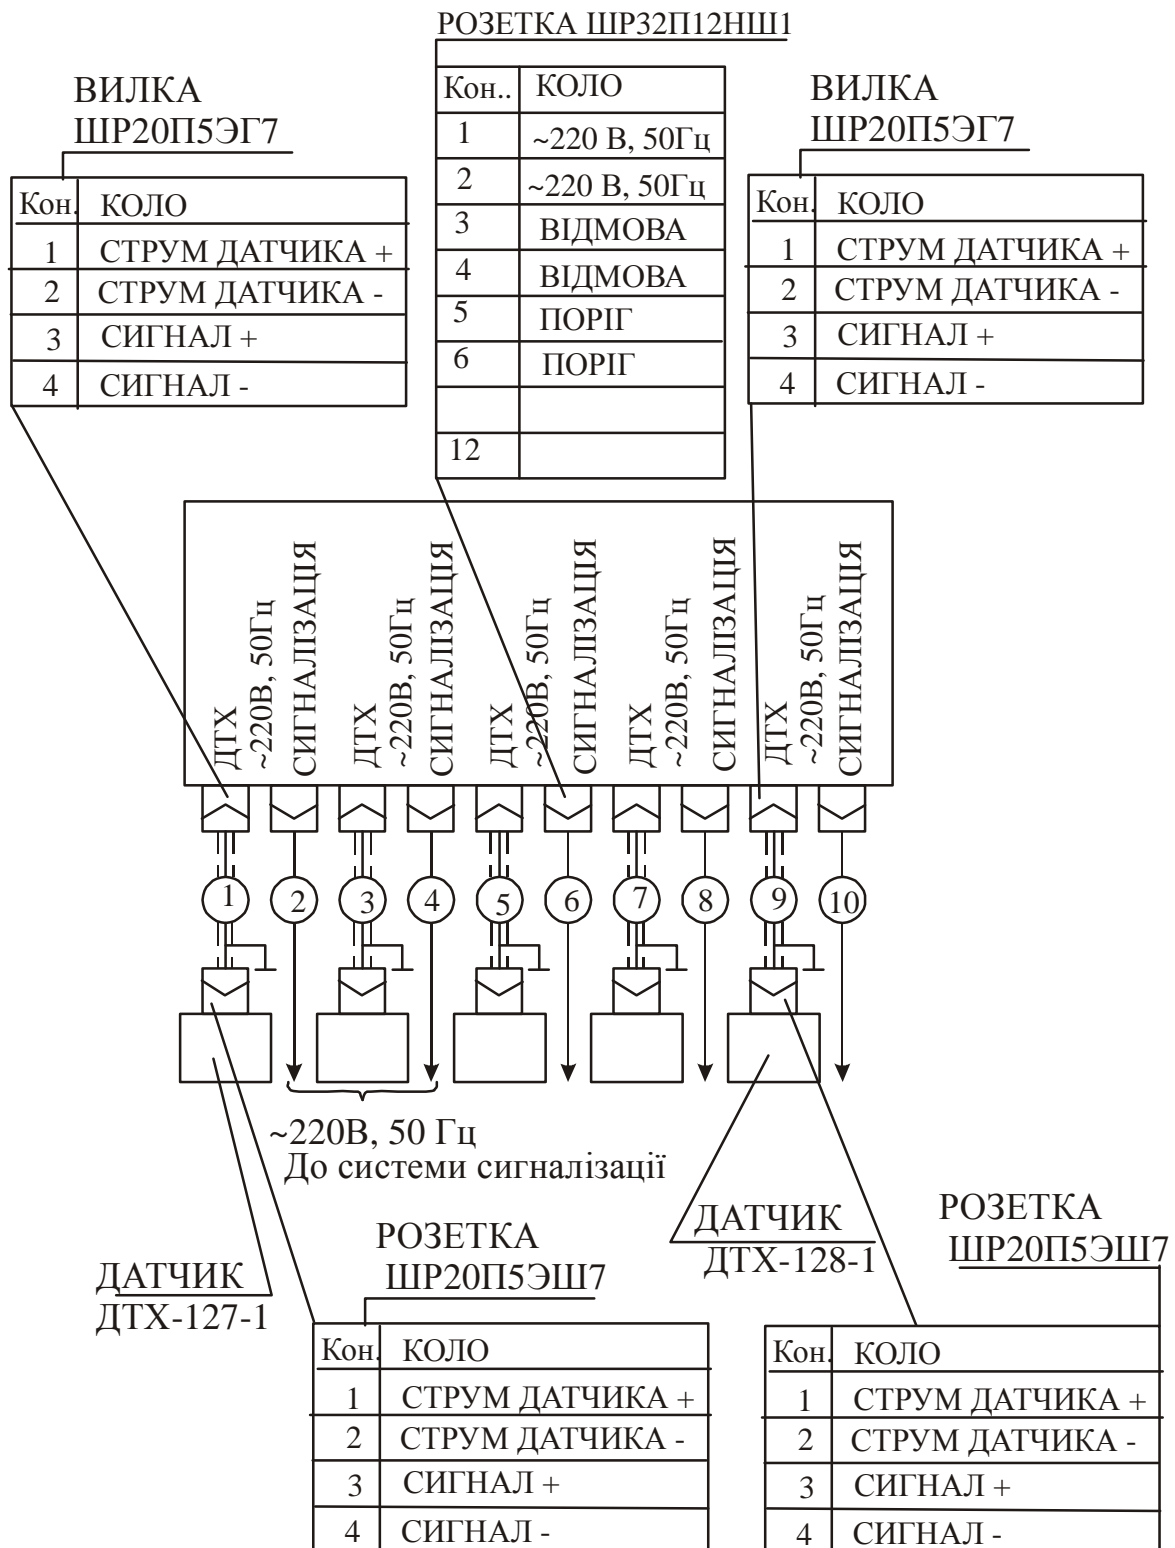 РОЗЕТКА ШР32П12НШ1
Кон.. КОЛО
1 ~220 В, 50Гц
2 ~220 В, 50Гц
3 ВІДМОВА
4 ВІДМОВА
5 ПОРІГ
6 ПОРІГ
12
ВИЛКА
ШР20П5ЭГ7
Кон. КОЛО
1 СТРУМ ДАТЧИКА +
2 СТРУМ ДАТЧИКА -
3 СИГНАЛ +
4 СИГНАЛ -
ВИЛКА
ШР20П5ЭГ7
Кон. КОЛО
1 СТРУМ ДАТЧИКА +
2 СТРУМ ДАТЧИКА -
3 СИГНАЛ +
4 СИГНАЛ -
ДТХ
~220В, 50Гц
СИГНАЛІЗАЦІЯ
ДТХ
~220В, 50Гц
СИГНАЛІЗАЦІЯ
ДТХ
~220В, 50Гц
СИГНАЛІЗАЦІЯ
ДТХ
~220В, 50Гц
СИГНАЛІЗАЦІЯ
ДТХ
~220В, 50Гц
СИГНАЛІЗАЦІЯ
1 2 3 4 5 6 7 8 9 10
~220В, 50 Гц
До системи сигналізації
ДАТЧИК
ДТХ-127-1
РОЗЕТКА
ШР20П5ЭШ7
Кон. КОЛО
1 СТРУМ ДАТЧИКА +
2 СТРУМ ДАТЧИКА -
3 СИГНАЛ +
4 СИГНАЛ -
ДАТЧИК
ДТХ-128-1
РОЗЕТКА
ШР20П5ЭШ7
Кон. КОЛО
1 СТРУМ ДАТЧИКА +
2 СТРУМ ДАТЧИКА -
3 СИГНАЛ +
4 СИГНАЛ -